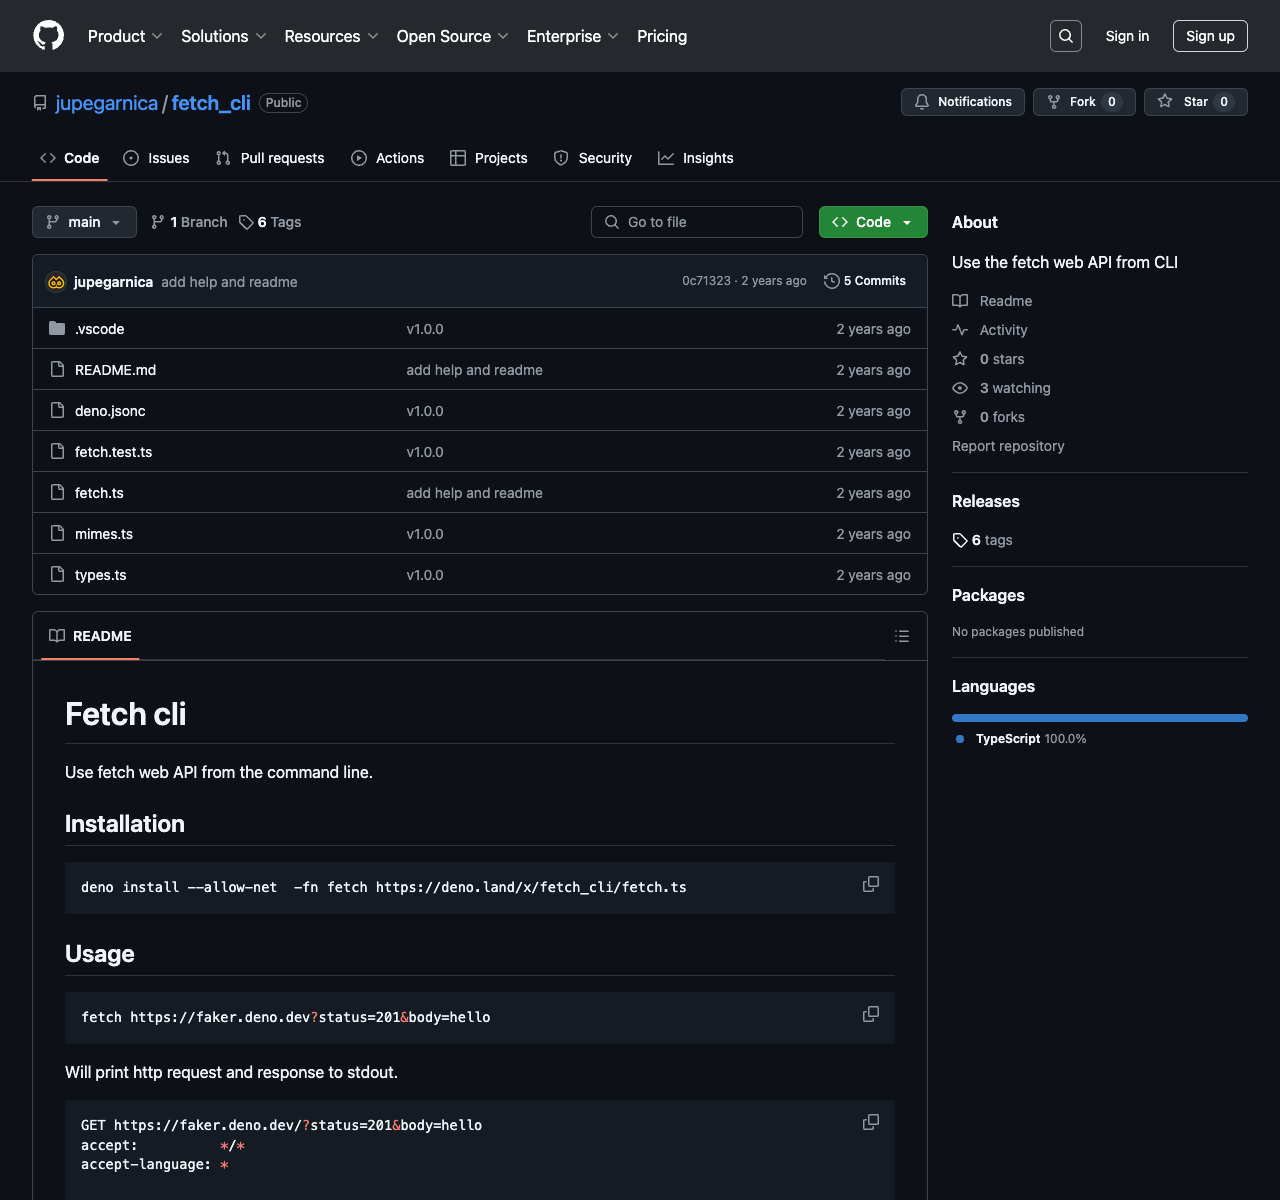 Product Solutions Resources Open Source Enterprise Pricing Sign in Sign up
jupegarnica / fetch_cli Public Notifications Fork 0 Star 0
Code Issues Pull requests Actions Projects Security Insights
main 1 Branch 6 Tags Go to file Code
jupegarnica add help and readme 0c71323 · 2 years ago 5 Commits
.vscode v1.0.0 2 years ago
README.md add help and readme 2 years ago
deno.jsonc v1.0.0 2 years ago
fetch.test.ts v1.0.0 2 years ago
fetch.ts add help and readme 2 years ago
mimes.ts v1.0.0 2 years ago
types.ts v1.0.0 2 years ago
README
Fetch cli
Use fetch web API from the command line.
Installation
deno install --allow-net  -fn fetch https://deno.land/x/fetch_cli/fetch.ts
Usage
fetch https://faker.deno.dev?status=201&body=hello
Will print http request and response to stdout.
GET https://faker.deno.dev/?status=201&body=hello
accept:          */*
accept-language: *
About
Use the fetch web API from CLI
Readme
Activity
0 stars
3 watching
0 forks
Report repository
Releases
6 tags
Packages
No packages published
Languages
TypeScript 100.0%